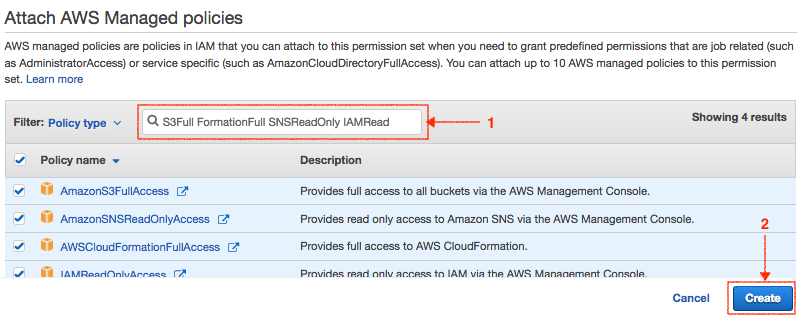 Attach AWS Managed policies
AWS managed policies are policies in IAM that you can attach to this permission set when you need to grant predefined permissions that are job related (such
as AdministratorAccess) or service specific (such as AmazonCloudDirectoryFullAccess). You can attach up to 10 AWS managed policies to this permission
set. Learn more
Filter: Policy type S3Full FormationFull SNSReadOnly IAMRead 1 Showing 4 results
Policy name Description
AmazonS3FullAccess Provides full access to all buckets via the AWS Management Console.
AmazonSNSReadOnlyAccess Provides read only access to Amazon SNS via the AWS Management Console.
2
AWSCloudFormationFullAccess Provides full access to AWS CloudFormation.
IAMReadOnlyAccess Provides read only access to IAM via the AWS Management Console.
Cancel Create